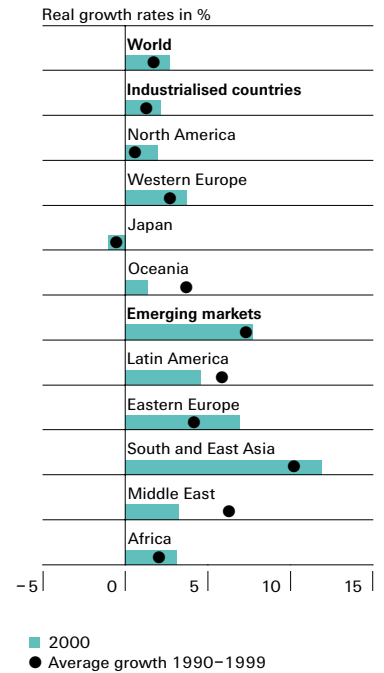 Real growth rates in %
World
Industrialised countries
North America
Western Europe
Japan
Oceania
Emerging markets
Latin America
Eastern Europe
South and East Asia
Middle East
Africa
−5 0 5 10 15
2000
Average growth 1990–1999